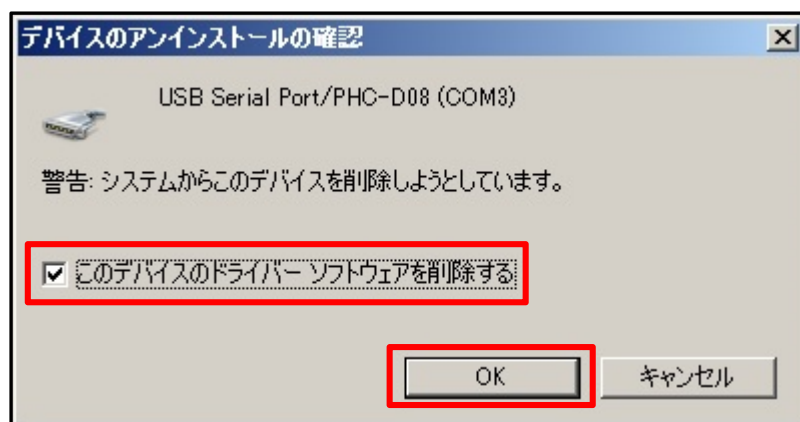 デバイスのアンインストールの確認
USB Serial Port/PHC-D08 (COM3)
警告: システムからこのデバイスを削除しようとしています。
このデバイスのドライバー ソフトウェアを削除する
OK
キャンセル